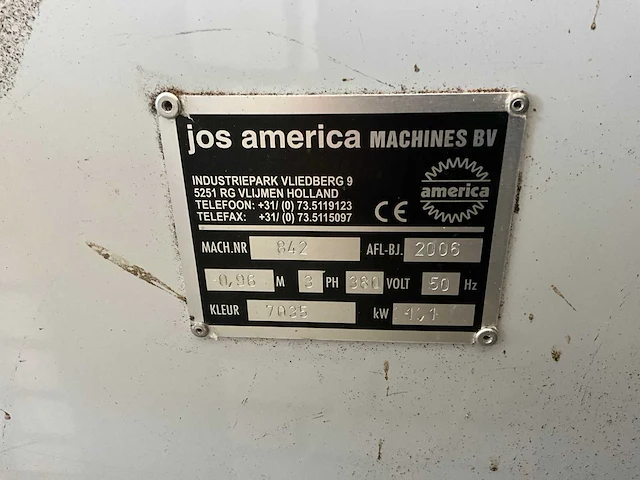 jos america MACHINES BV
INDUSTRIEPARK VLIEDBERG 9
5251 RG VLIJMEN HOLLAND
TELEFOON: +31/ (0) 73.5119123
TELEFAX: +31/ (0) 73.5115097
CE
america
MACH.NR 842 AFL-BJ. 2006
0,96 M 3 PH 380 VOLT 50 Hz
KLEUR 7035 kW